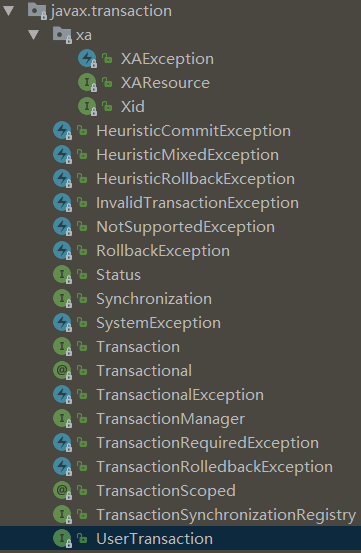 javax.transaction
xa
XAException
XAResource
Xid
HeuristicCommitException
HeuristicMixedException
HeuristicRollbackException
InvalidTransactionException
NotSupportedException
RollbackException
Status
Synchronization
SystemException
Transaction
Transactional
TransactionalException
TransactionManager
TransactionRequiredException
TransactionRolledbackException
TransactionScoped
TransactionSynchronizationRegistry
UserTransaction